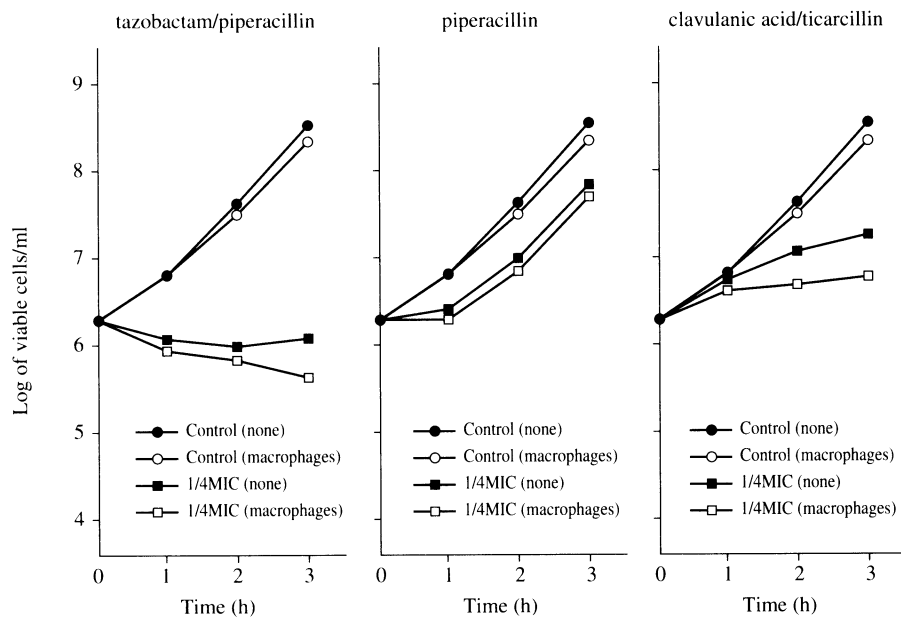 tazobactam/piperacillin
piperacillin
clavulanic acid/ticarcillin
Log of viable cells/ml
9
8
7
6
5
4
Control (none)
Control (macrophages)
1/4MIC (none)
1/4MIC (macrophages)
0 1 2 3
Time (h)
Control (none)
Control (macrophages)
1/4MIC (none)
1/4MIC (macrophages)
0 1 2 3
Time (h)
Control (none)
Control (macrophages)
1/4MIC (none)
1/4MIC (macrophages)
0 1 2 3
Time (h)